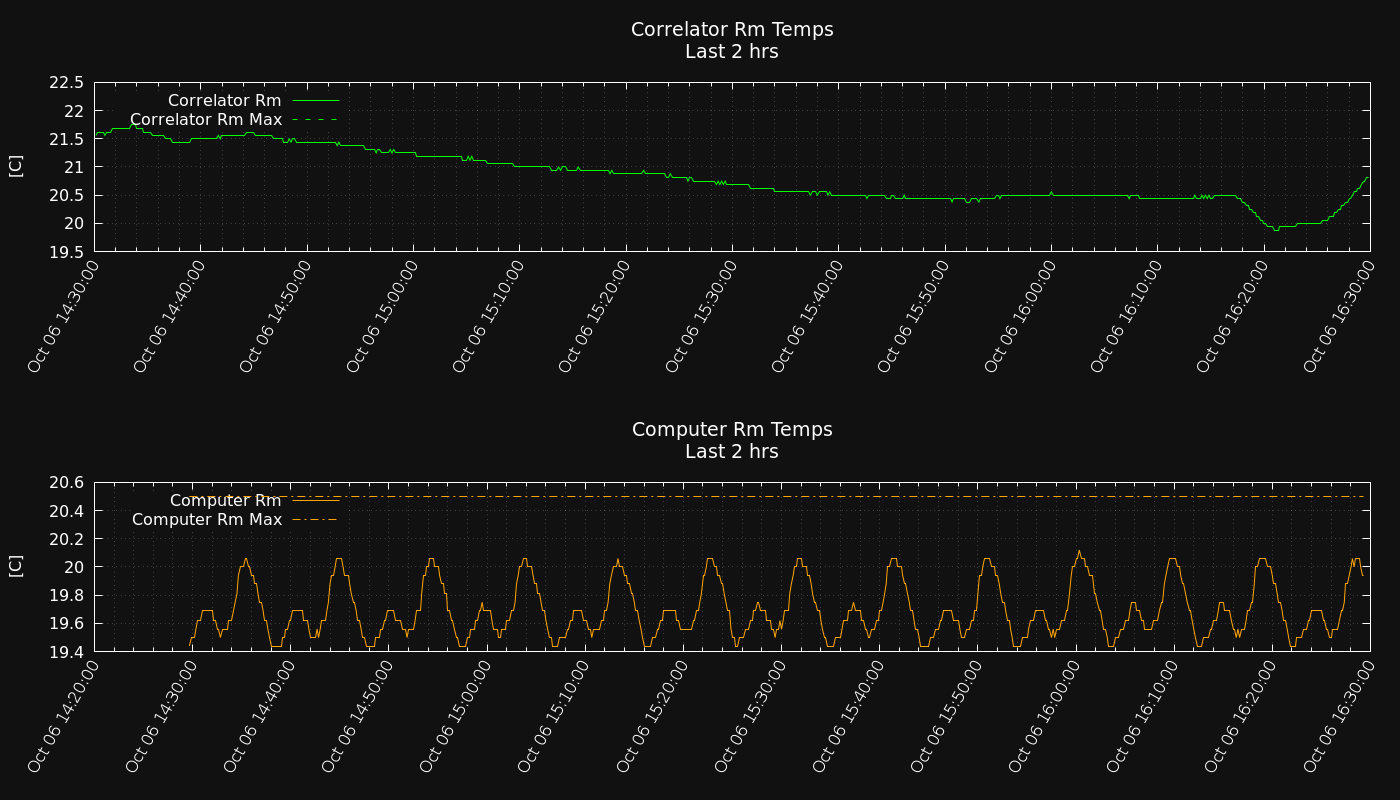 Correlator Rm Temps
Last 2 hrs
22.5
22
21.5
21
20.5
20
19.5
[C]
Correlator Rm
Correlator Rm Max
Oct 06 14:30:00
Oct 06 14:40:00
Oct 06 14:50:00
Oct 06 15:00:00
Oct 06 15:10:00
Oct 06 15:20:00
Oct 06 15:30:00
Oct 06 15:40:00
Oct 06 15:50:00
Oct 06 16:00:00
Oct 06 16:10:00
Oct 06 16:20:00
Oct 06 16:30:00
Computer Rm Temps
Last 2 hrs
20.6
20.4
20.2
20
19.8
19.6
19.4
[C]
Computer Rm
Computer Rm Max
Oct 06 14:20:00
Oct 06 14:30:00
Oct 06 14:40:00
Oct 06 14:50:00
Oct 06 15:00:00
Oct 06 15:10:00
Oct 06 15:20:00
Oct 06 15:30:00
Oct 06 15:40:00
Oct 06 15:50:00
Oct 06 16:00:00
Oct 06 16:10:00
Oct 06 16:20:00
Oct 06 16:30:00